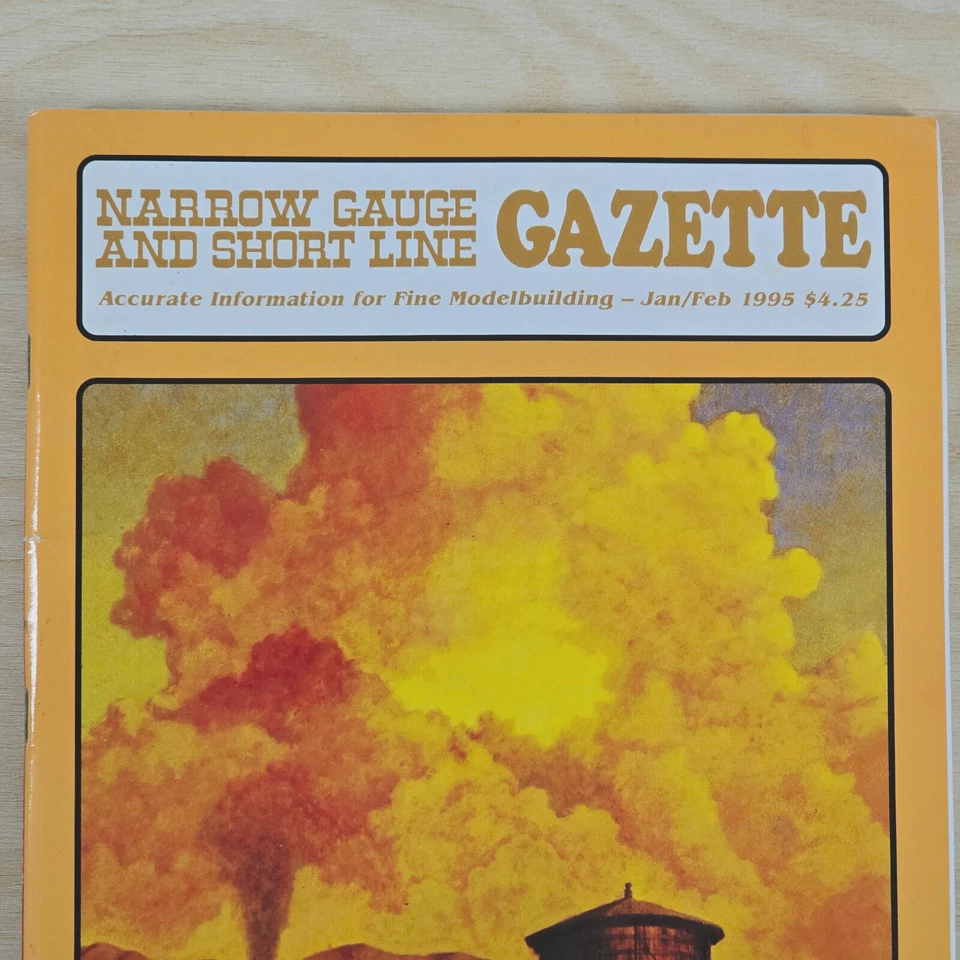 NARROW GAUGE
AND SHORT LINE
GAZETTE
Accurate Information for Fine Modelbuilding – Jan/Feb 1995 $4.25